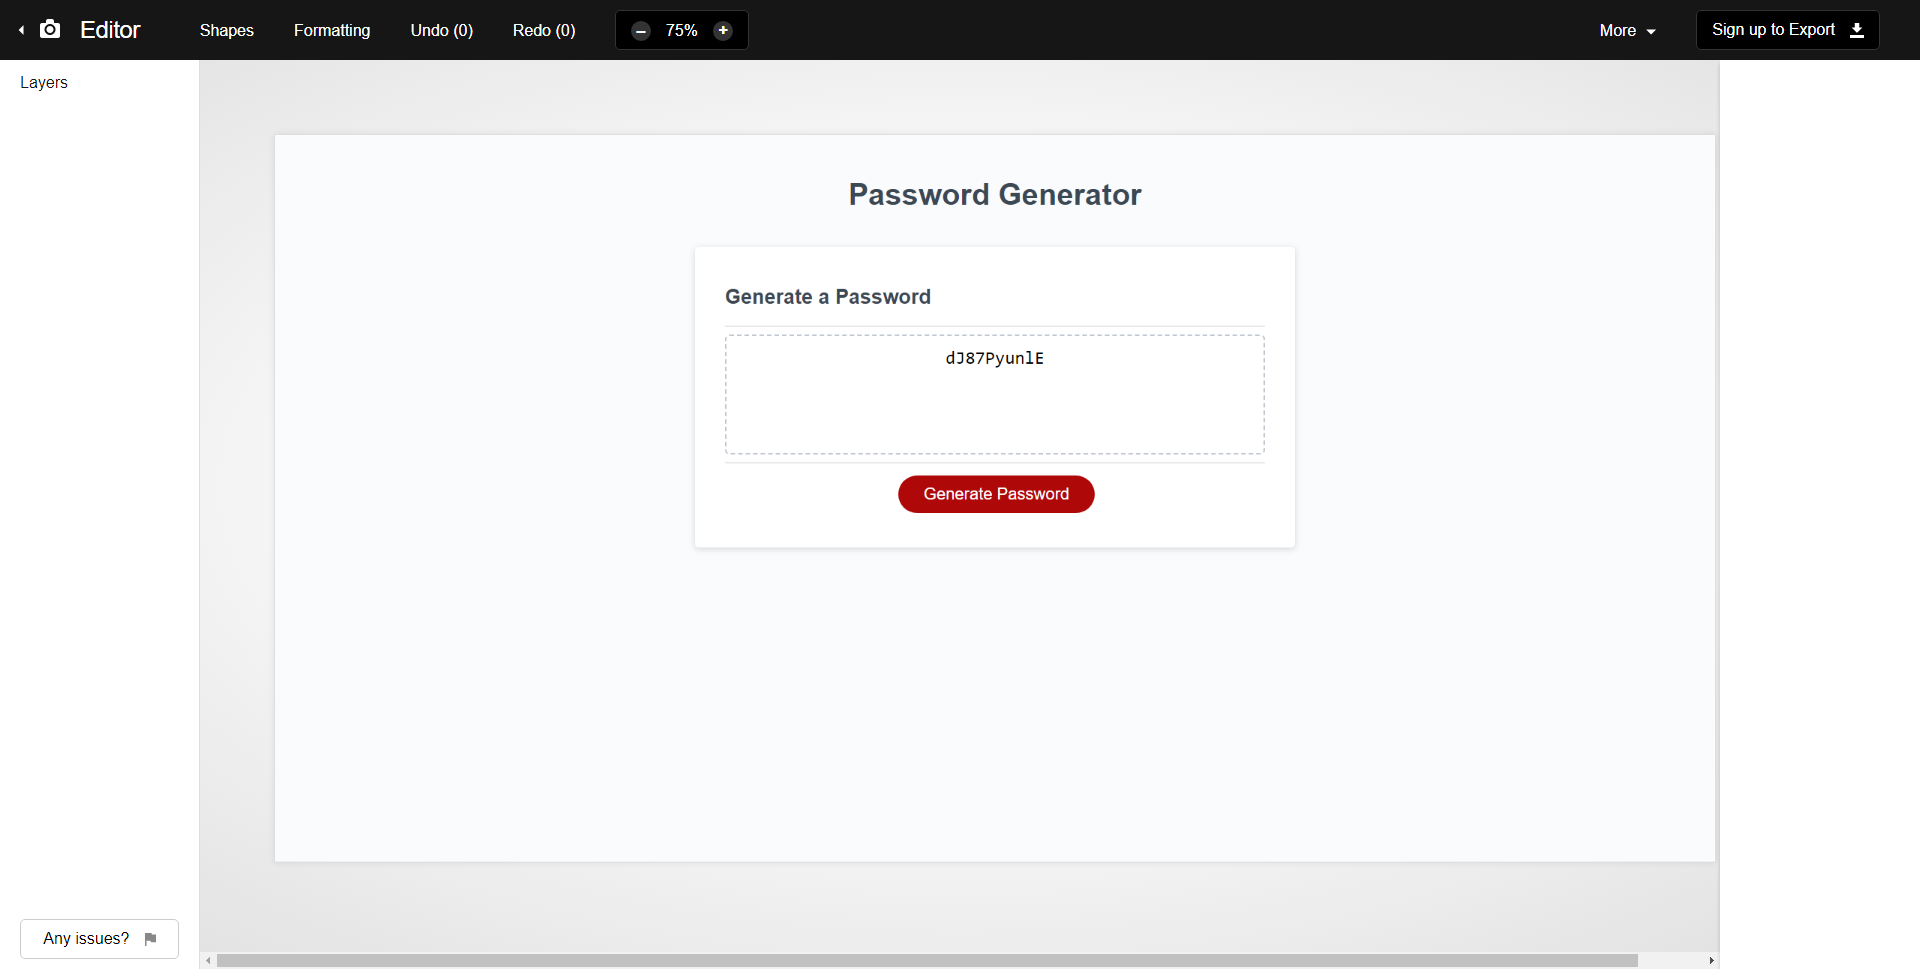 Editor
Shapes
Formatting
Undo (0)
Redo (0)
75%
More
Sign up to Export
Layers
Password Generator
Generate a Password
dJ87PyunlE
Generate Password
Any issues?